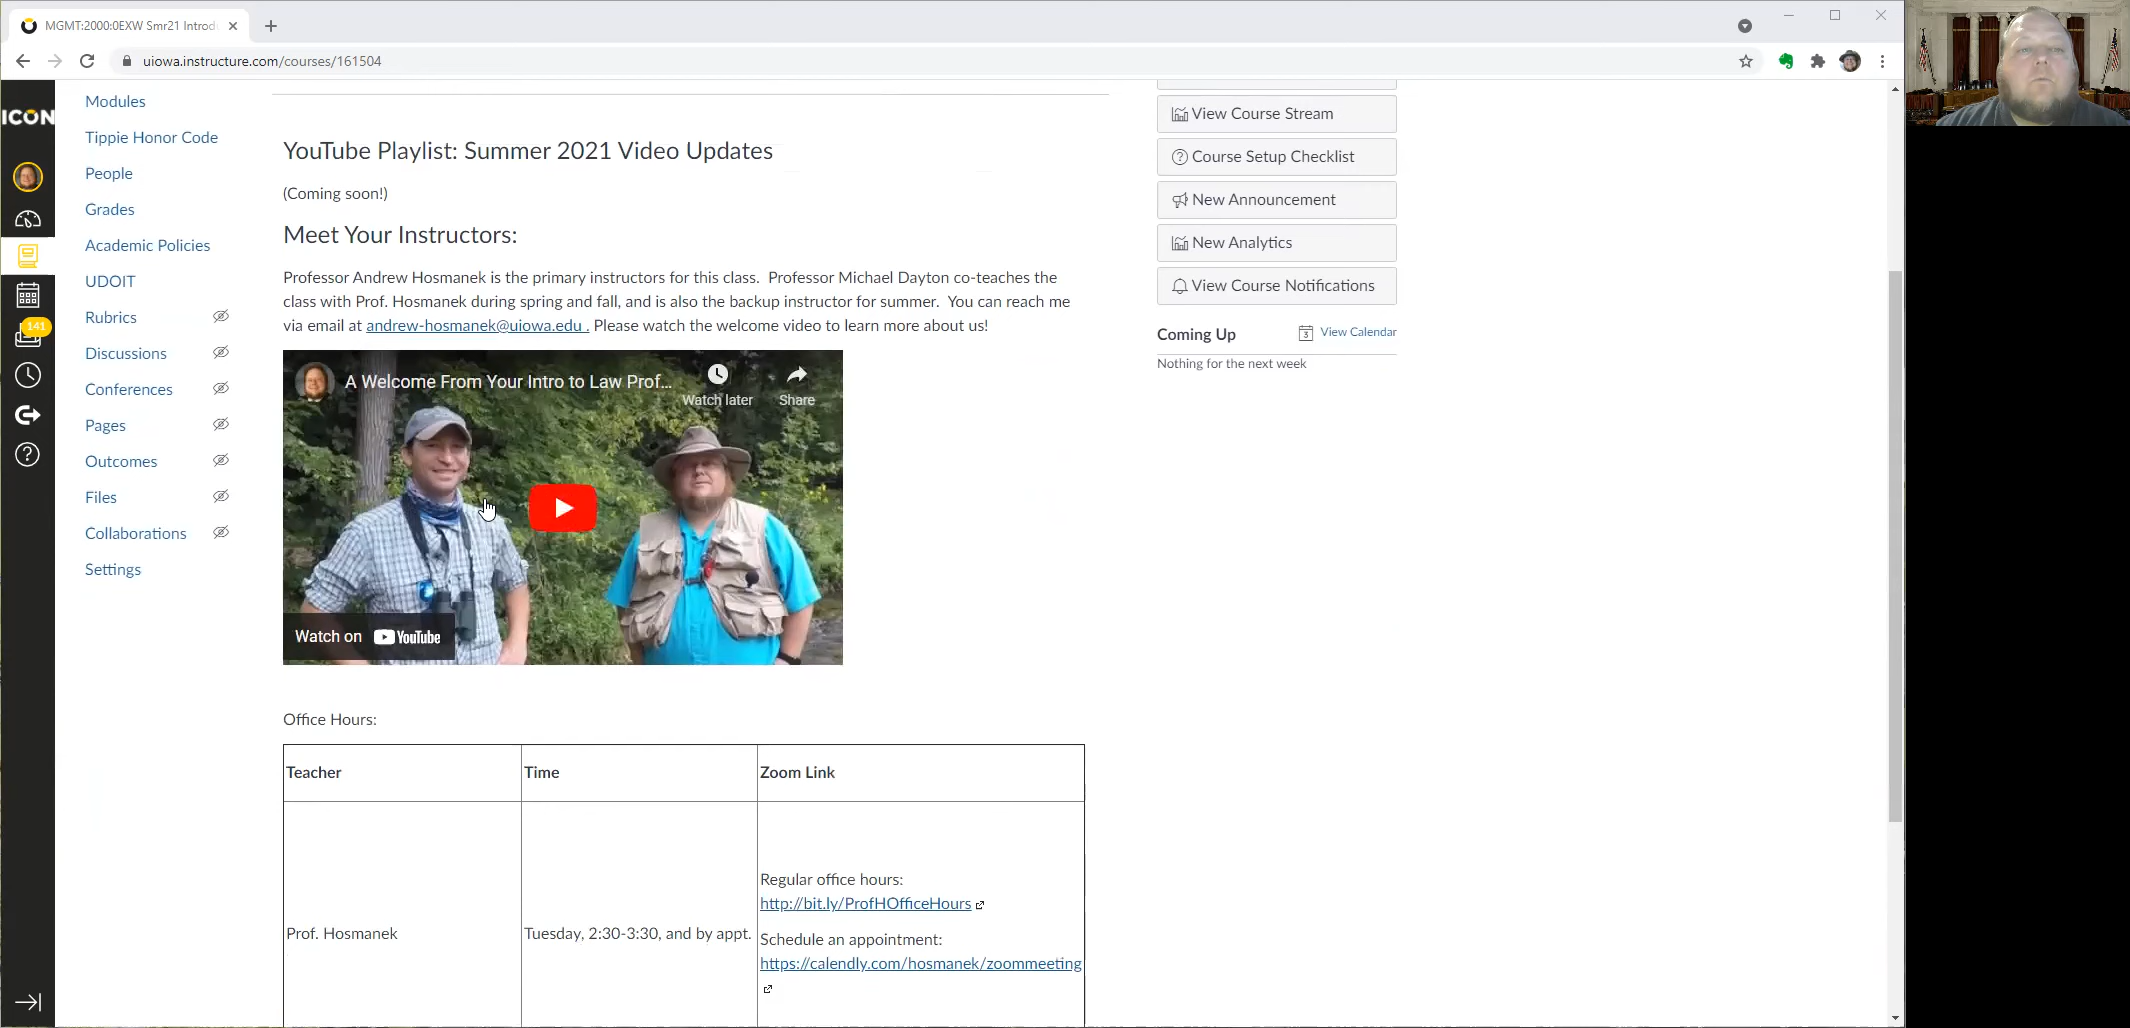 MGMT:2000:0EXW Smr21 Introd
uiowa.instructure.com/courses/161504
ICON
141
Modules
Tippie Honor Code
People
Grades
Academic Policies
UDOIT
Rubrics
Discussions
Conferences
Pages
Outcomes
Files
Collaborations
Settings
YouTube Playlist: Summer 2021 Video Updates
(Coming soon!)
Meet Your Instructors:
Professor Andrew Hosmanek is the primary instructors for this class.  Professor Michael Dayton co-teaches the
class with Prof. Hosmanek during spring and fall, and is also the backup instructor for summer.  You can reach me
via email at andrew-hosmanek@uiowa.edu . Please watch the welcome video to learn more about us!
A Welcome From Your Intro to Law Prof...
Watch later
Share
Watch on YouTube
Office Hours:
Teacher
Time
Zoom Link
Prof. Hosmanek
Tuesday, 2:30-3:30, and by appt.
Regular office hours:
http://bit.ly/ProfHOfficeHours
Schedule an appointment:
https://calendly.com/hosmanek/zoommeeting
View Course Stream
Course Setup Checklist
New Announcement
New Analytics
View Course Notifications
Coming Up
3
View Calendar
Nothing for the next week